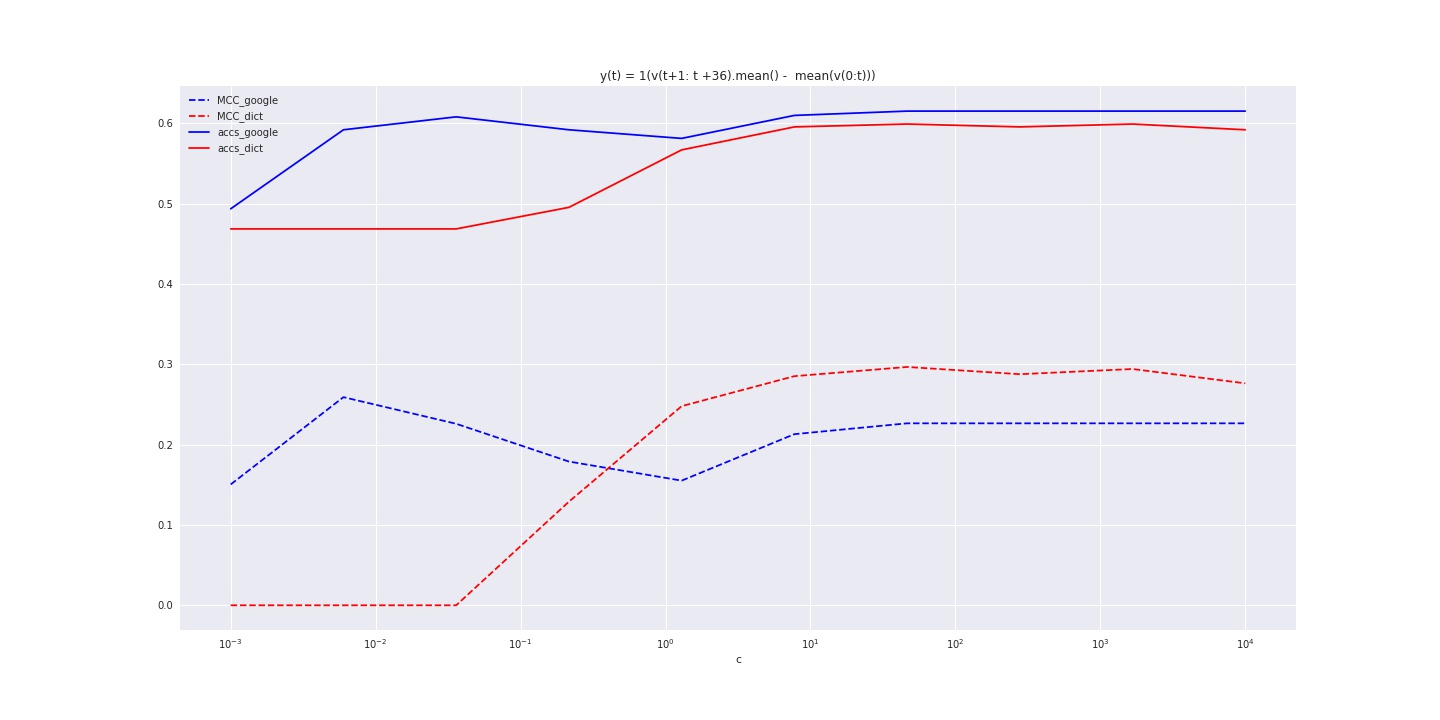 y(t) = 1(v(t+1: t +36).mean() -  mean(v(0:t)))
MCC_google
MCC_dict
accs_google
accs_dict
0.6
0.5
0.4
0.3
0.2
0.1
0.0
10⁻³ 10⁻² 10⁻¹ 10⁰ 10¹ 10² 10³ 10⁴
c